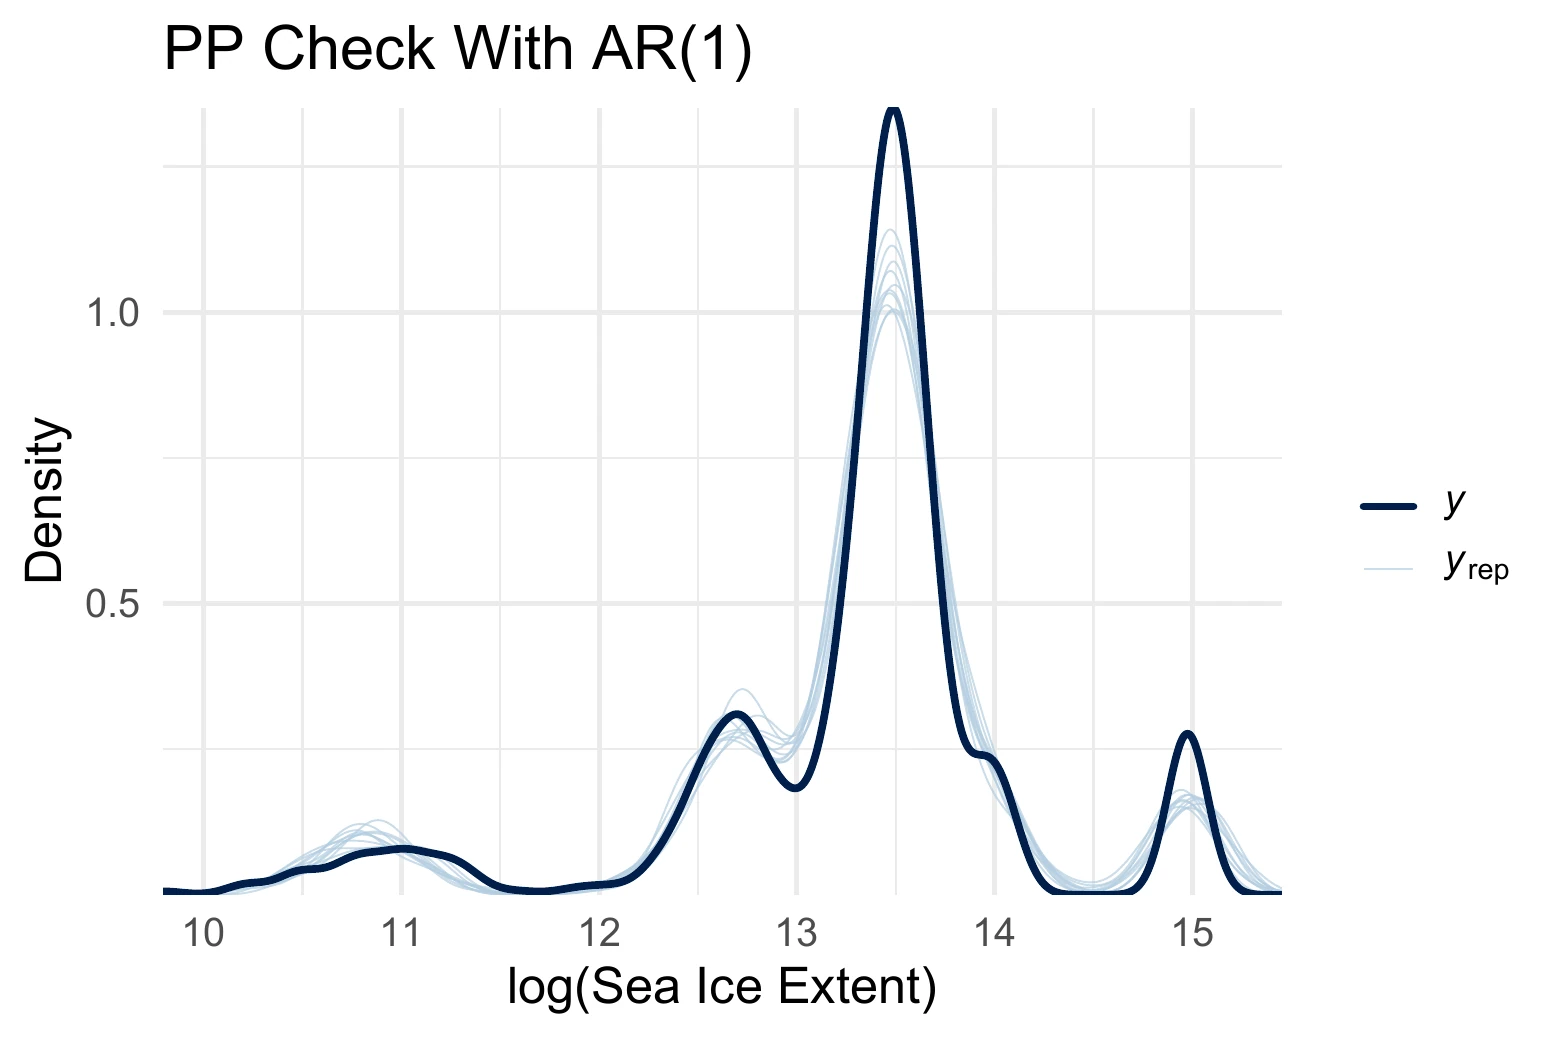 PP Check With AR(1)
Density
1.0
0.5
10 11 12 13 14 15
log(Sea Ice Extent)
y
yrep